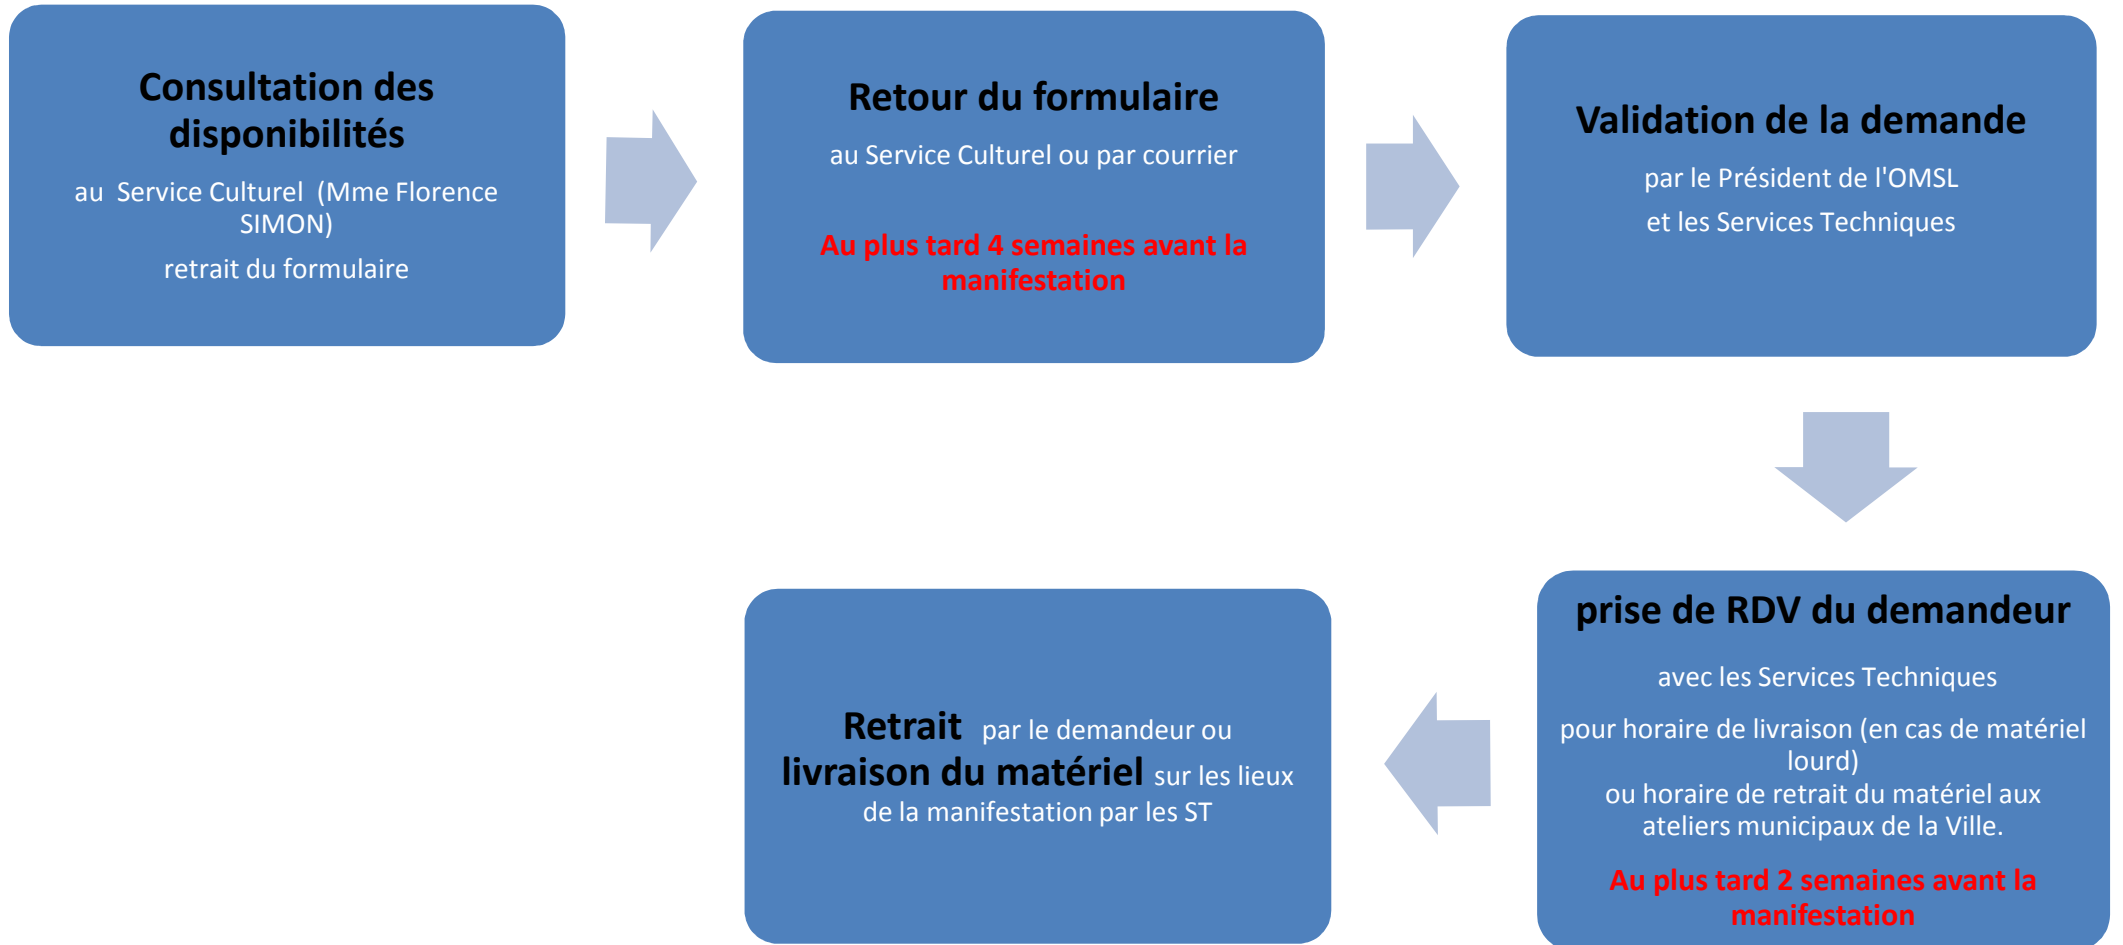 Consultation des
disponibilités
au Service Culturel (Mme Florence
SIMON)
retrait du formulaire
Retour du formulaire
au Service Culturel ou par courrier
Au plus tard 4 semaines avant la
manifestation
Validation de la demande
par le Président de l'OMSL
et les Services Techniques
prise de RDV du demandeur
avec les Services Techniques
pour horaire de livraison (en cas de matériel
lourd)
ou horaire de retrait du matériel aux
ateliers municipaux de la Ville.
Au plus tard 2 semaines avant la
manifestation
Retrait par le demandeur ou
livraison du matériel sur les lieux
de la manifestation par les ST